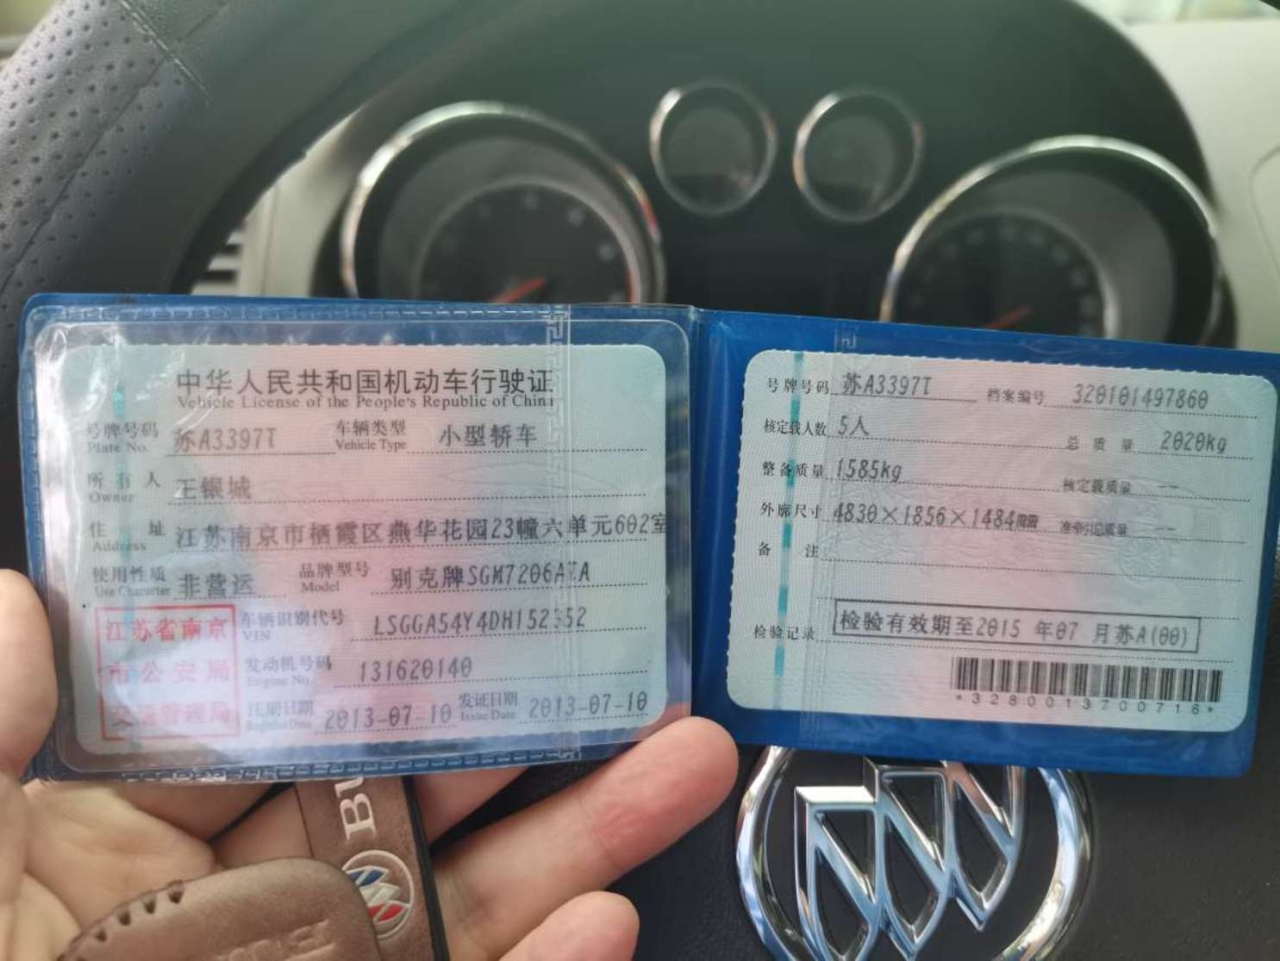 中华人民共和国机动车行驶证
Vehicle License of the People's Republic of China
号牌号码 苏A3397T 车辆类型 小型轿车
Plate No. Vehicle Type
所有人 王银城
Owner
住址 江苏南京市栖霞区燕华花园23幢六单元602室
Address
使用性质 非营运 品牌型号 别克牌SGM7206ATA
Use Character Model
车辆识别代号 LSGGA54Y4DH152352
VIN
发动机号码 131620140
Engine No.
注册日期 2013-07-10 发证日期 2013-07-10
Register Date Issue Date
江苏省南京
市公安局
交通管理局
号牌号码 苏A3397T 档案编号 320101497860
核定载人数 5人 总质量 2020kg
整备质量 1585kg 核定载质量 --
外廓尺寸 4830×1856×1484mm 准牵引总质量 --
备注
检验记录 检验有效期至2015 年07 月苏A(00)
*3280013700716*
BU